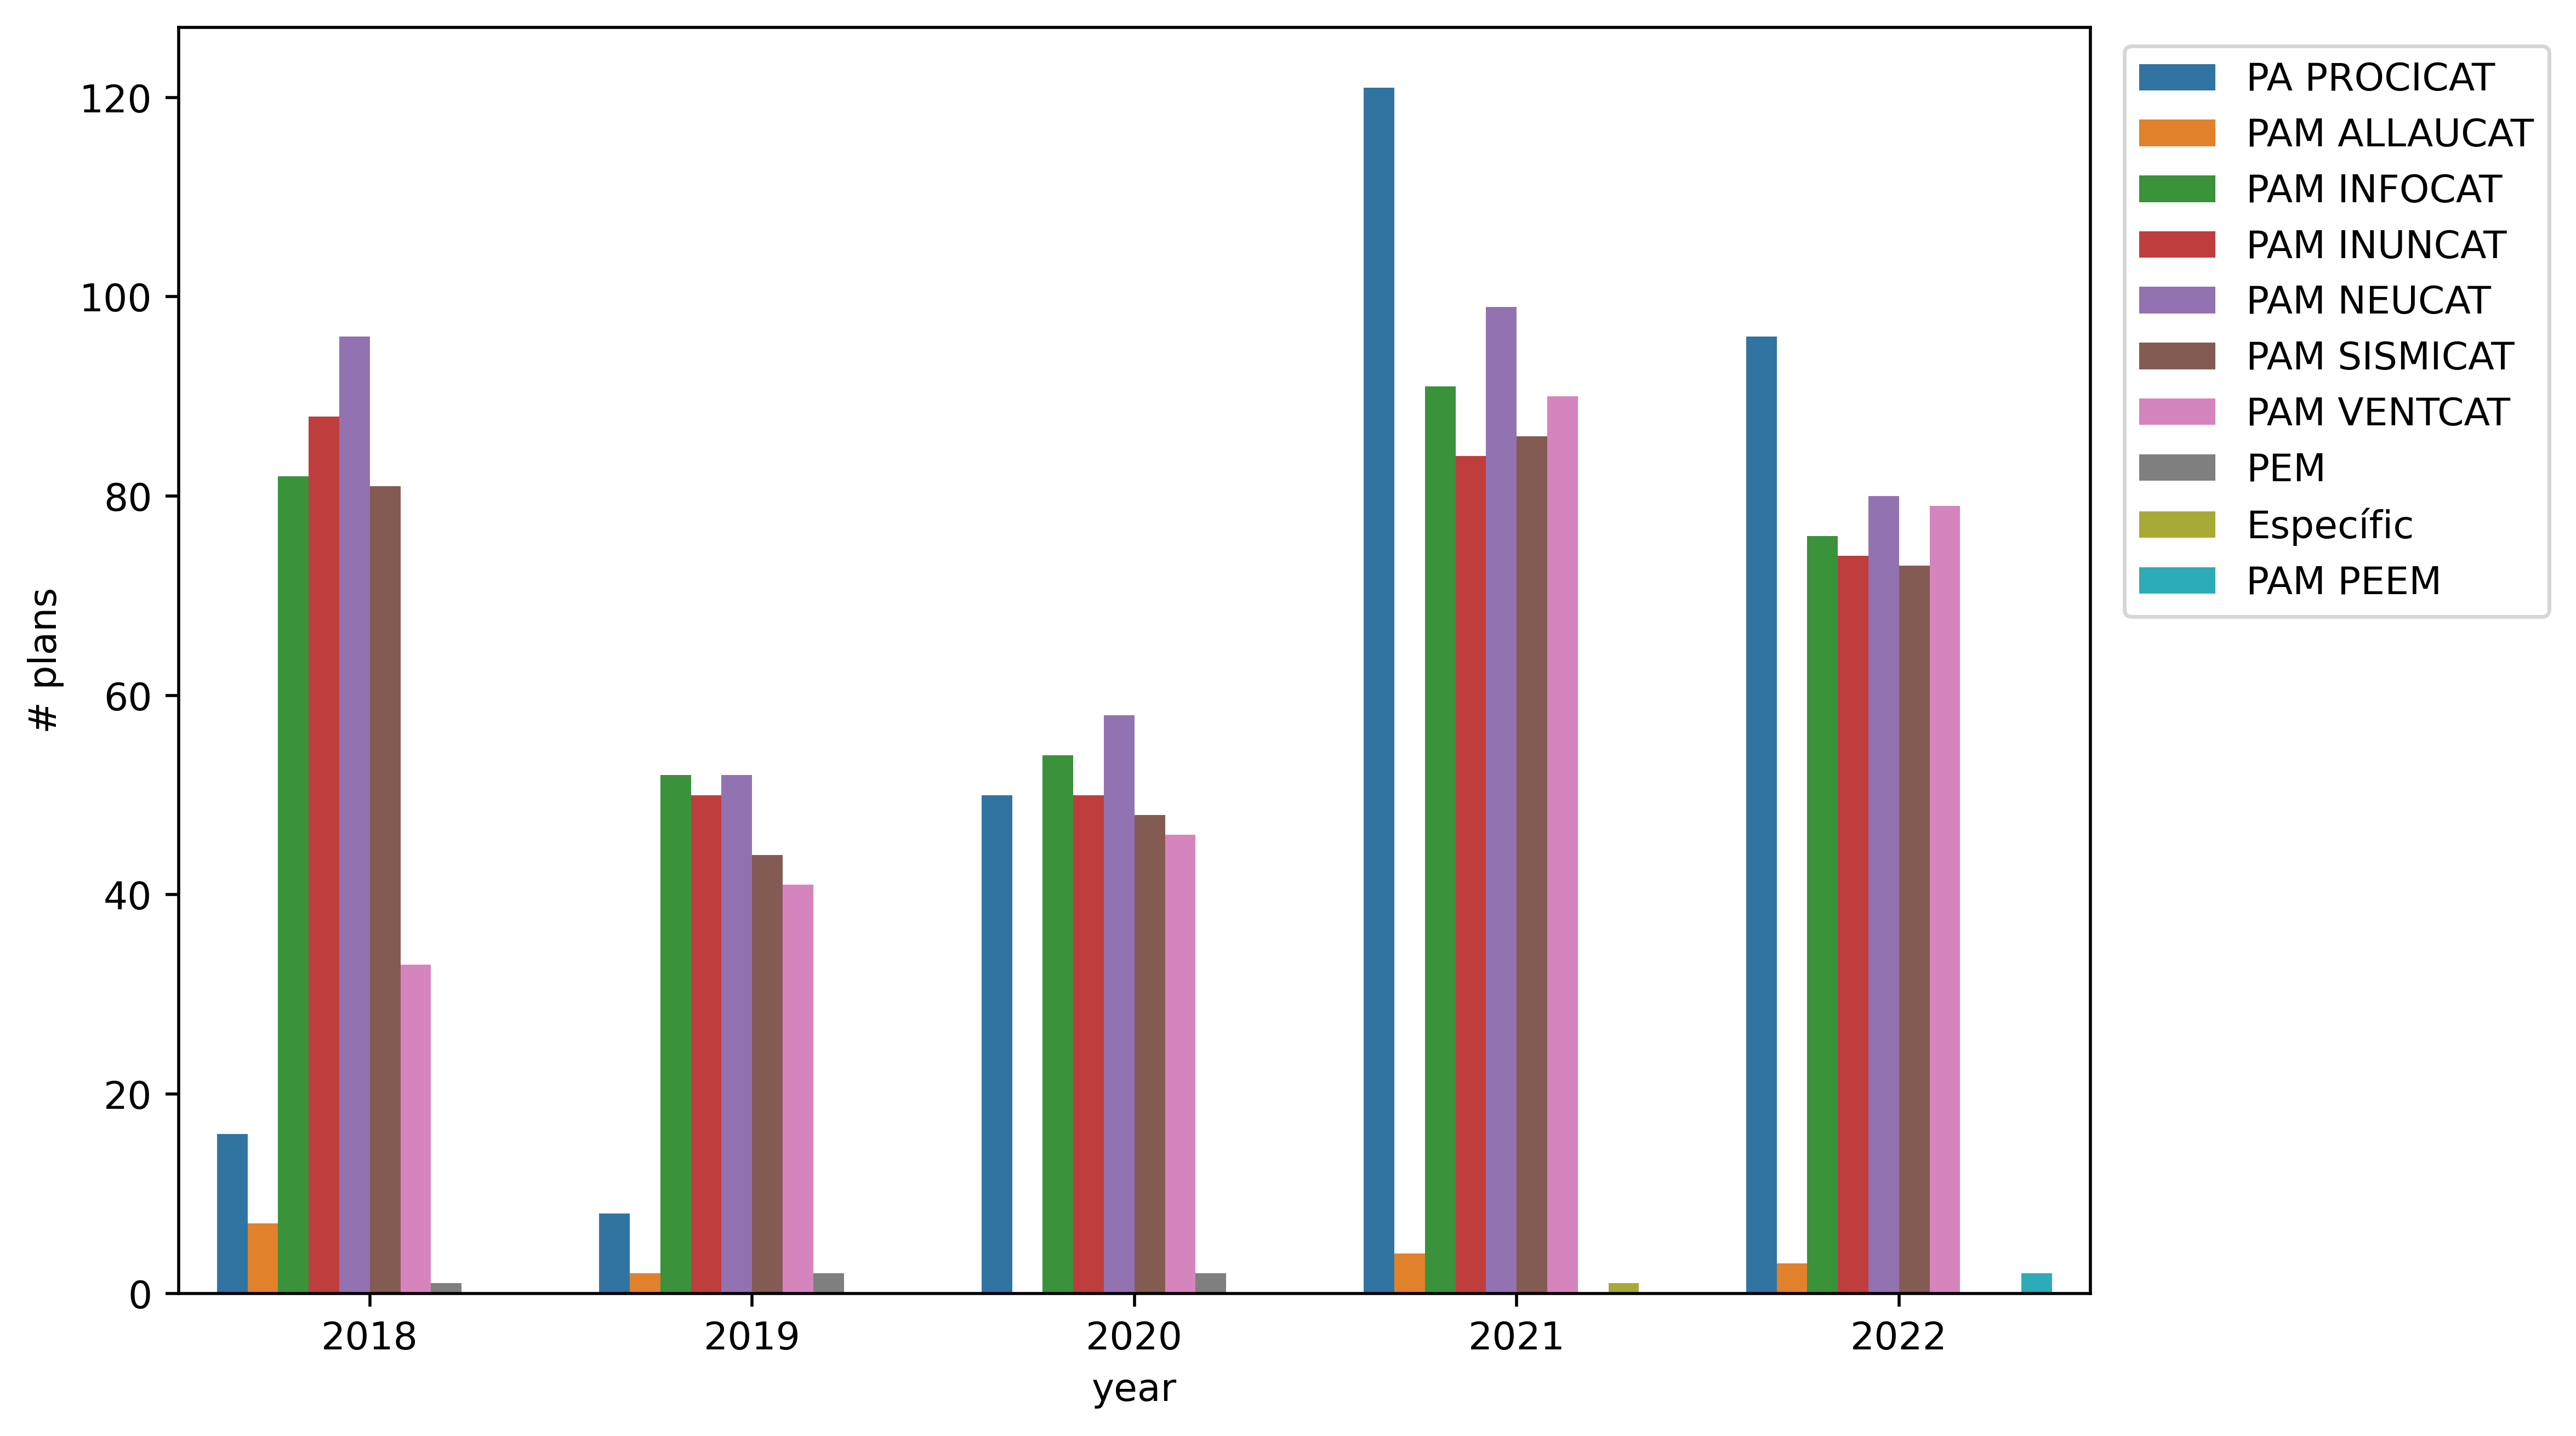 # plans
120
100
80
60
40
20
0
2018
2019
2020
2021
2022
year
PA PROCICAT
PAM ALLAUCAT
PAM INFOCAT
PAM INUNCAT
PAM NEUCAT
PAM SISMICAT
PAM VENTCAT
PEM
Específic
PAM PEEM